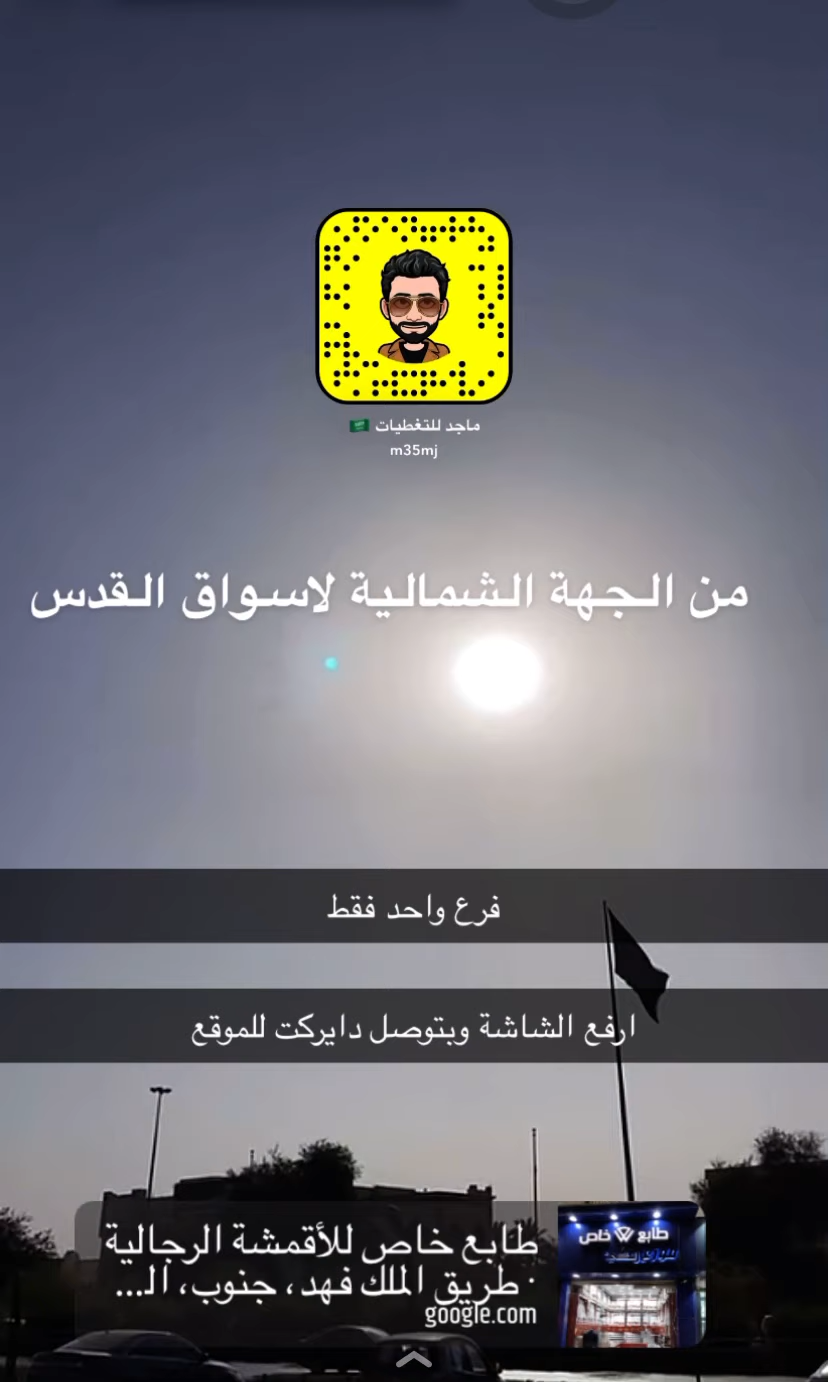 ماجد للتغطيات 🇸🇦
m35mj
من الجهة الشمالية لاسواق القدس
فرع واحد فقط
ارفع الشاشة وبتوصل دايركت للموقع
طابع خاص للأقمشة الرجالية
· طريق الملك فهد، جنوب، الـ...
google.com
طابع خاص